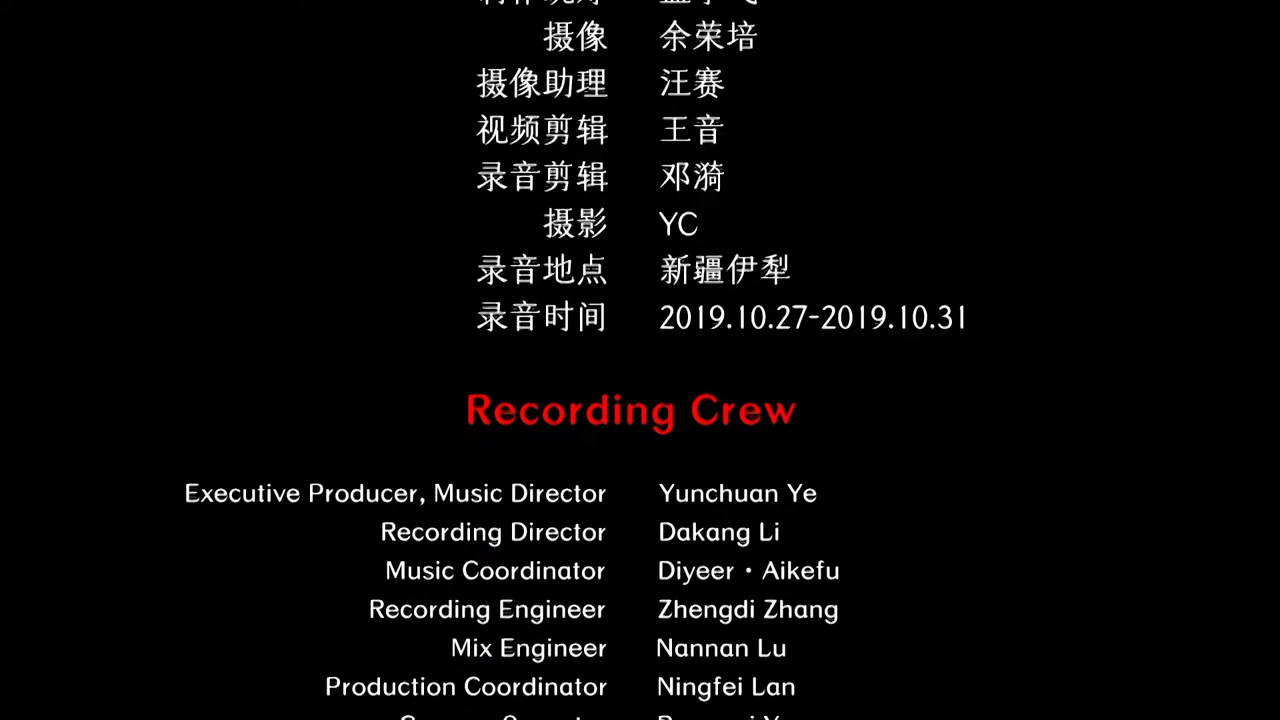 摄像 余荣培
摄像助理 汪赛
视频剪辑 王音
录音剪辑 邓漪
摄影 YC
录音地点 新疆伊犁
录音时间 2019.10.27-2019.10.31
Recording Crew
Executive Producer, Music Director Yunchuan Ye
Recording Director Dakang Li
Music Coordinator Diyeer·Aikefu
Recording Engineer Zhengdi Zhang
Mix Engineer Nannan Lu
Production Coordinator Ningfei Lan